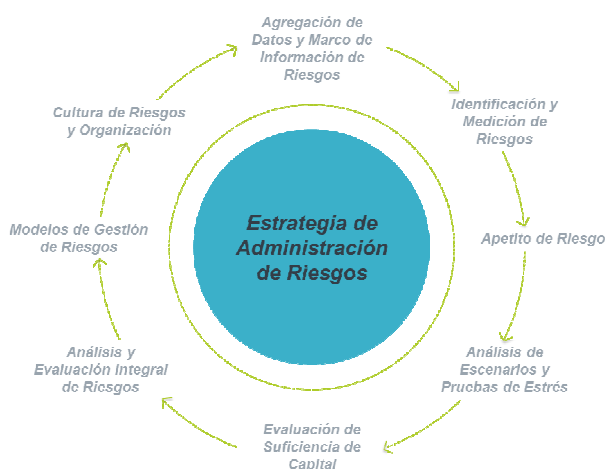 Agregación de
Datos y Marco de
Información de
Riesgos
Identificación y
Medición de
Riesgos
Apetito de Riesgo
Análisis de
Escenarios y
Pruebas de Estrés
Evaluación de
Suficiencia de
Capital
Análisis y
Evaluación Integral
de Riesgos
Modelos de Gestión
de Riesgos
Cultura de Riesgos
y Organización
Estrategia de
Administración
de Riesgos